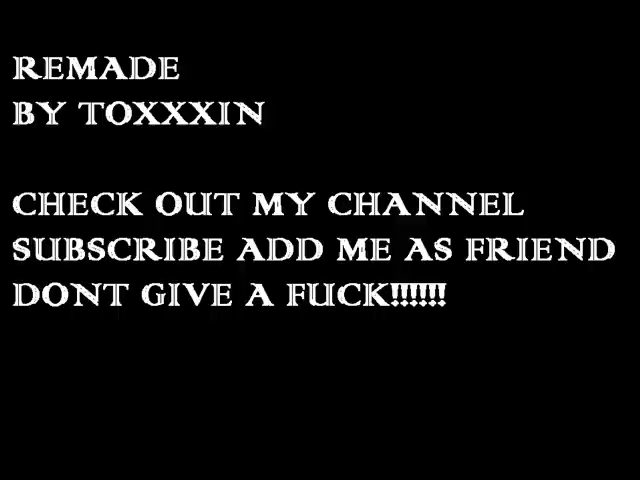 REMADE
BY TOXXXIN
CHECK OUT MY CHANNEL
SUBSCRIBE ADD ME AS FRIEND
DONT GIVE A FUCK!!!!!!